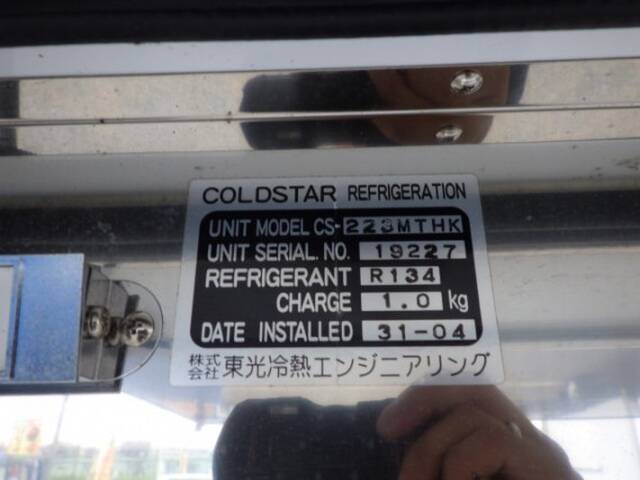 COLDSTAR REFRIGERATION
UNIT MODEL CS-223MTHK
UNIT SERIAL. NO. 19227
REFRIGERANT R134
CHARGE 1.0 kg
DATE INSTALLED 31-04
株式会社 東光冷熱エンジニアリング